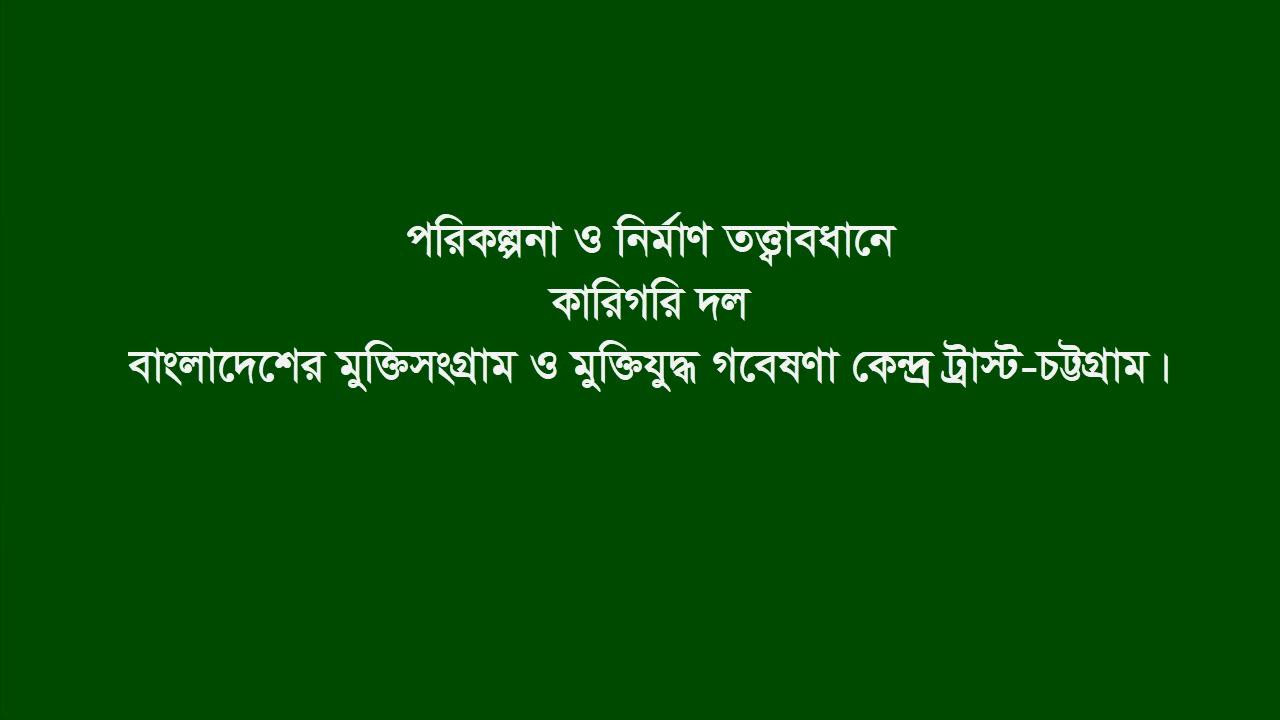 পরিকল্পনা ও নির্মাণ তত্ত্বাবধানে
কারিগরি দল
বাংলাদেশের মুক্তিসংগ্রাম ও মুক্তিযুদ্ধ গবেষণা কেন্দ্র ট্রাস্ট-চট্টগ্রাম।